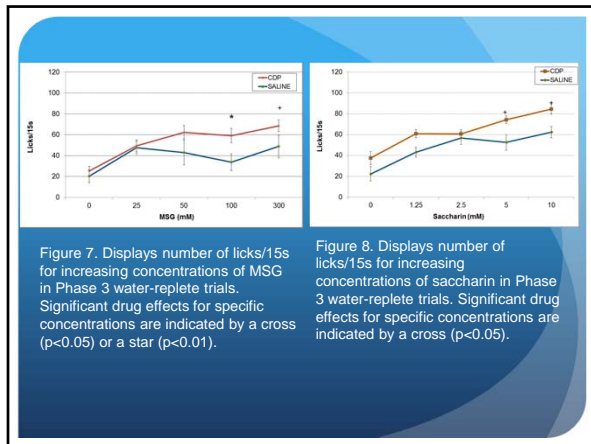 120
100
80
60
40
20
0
Licks/15s
CDP
SALINE
*
+
0 25 50 100 300
MSG (mM)
120
100
80
60
40
20
0
Licks/15s
CDP
SALINE
+
+
0 1.25 2.5 5 10
Saccharin (mM)
Figure 7. Displays number of licks/15s
for increasing concentrations of MSG
in Phase 3 water-replete trials.
Significant drug effects for specific
concentrations are indicated by a cross
(p<0.05) or a star (p<0.01).
Figure 8. Displays number of
licks/15s for increasing
concentrations of saccharin in Phase
3 water-replete trials. Significant drug
effects for specific concentrations are
indicated by a cross (p<0.05).